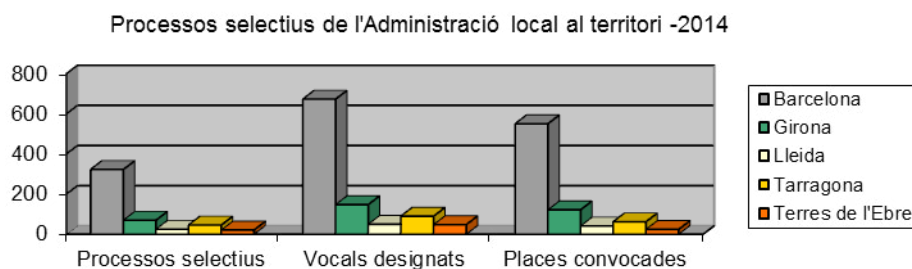 Processos selectius de l'Administració local al territori -2014
800
600
400
200
0
Processos selectius
Vocals designats
Places convocades
Barcelona
Girona
Lleida
Tarragona
Terres de l'Ebre